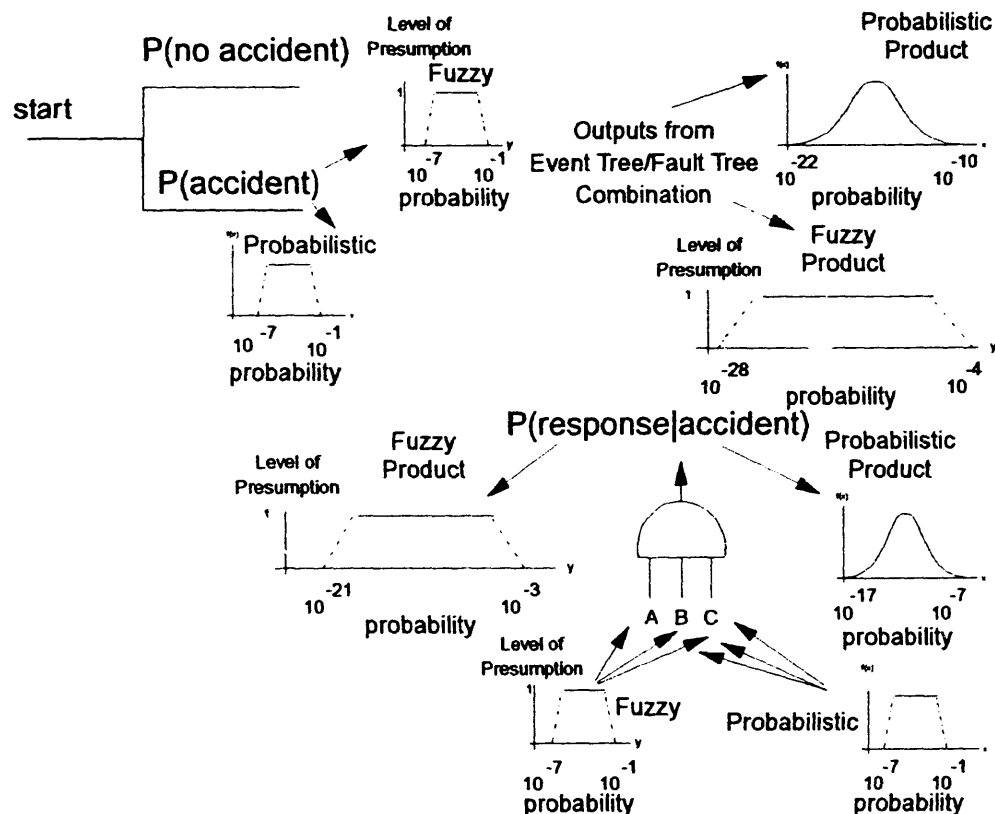 P(no accident)
start
P(accident)
Level of
Presumption
Fuzzy
1
y
10 -7
10 -1
probability
Probabilistic
f(x)
x
10 -7
10 -1
probability
Outputs from
Event Tree/Fault Tree
Combination
Probabilistic
Product
f(x)
x
10 -22
10 -10
probability
Fuzzy
Product
Level of
Presumption
1
y
10 -28
10 -4
probability
P(response|accident)
Fuzzy
Product
Level of
Presumption
1
y
10 -21
10 -3
probability
Probabilistic
Product
f(x)
x
10 -17
10 -7
probability
A B C
Level of
Presumption
1
Fuzzy
y
10 -7
10 -1
probability
Probabilistic
f(x)
x
10 -7
10 -1
probability